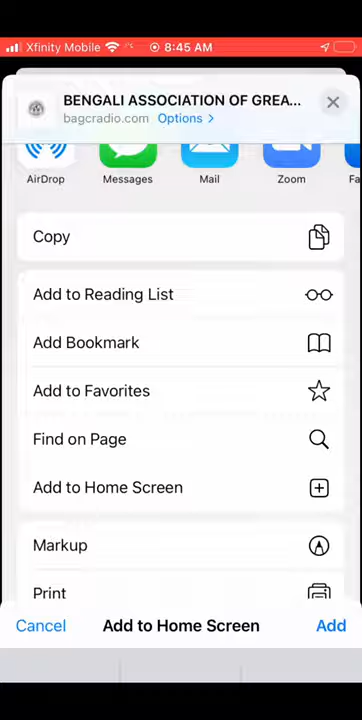 Xfinity Mobile
8:45 AM
BENGALI ASSOCIATION OF GREA...
bagcradio.com Options >
AirDrop
Messages
Mail
Zoom
Fa
Copy
Add to Reading List
Add Bookmark
Add to Favorites
Find on Page
Add to Home Screen
Markup
Print
Cancel
Add to Home Screen
Add